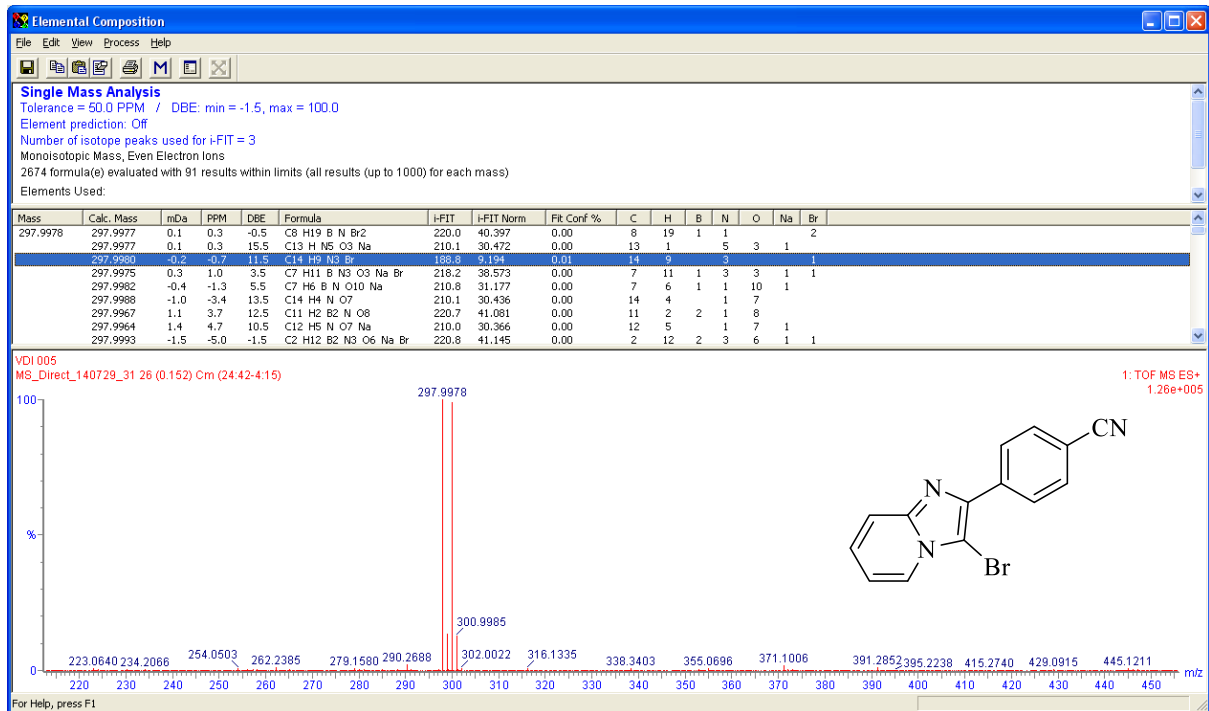 Elemental Composition
File Edit View Process Help
M
Single Mass Analysis
Tolerance = 50.0 PPM / DBE: min = -1.5, max = 100.0
Element prediction: Off
Number of isotope peaks used for i-FIT = 3
Monoisotopic Mass, Even Electron Ions
2674 formula(e) evaluated with 91 results within limits (all results (up to 1000) for each mass)
Elements Used:
Mass Calc. Mass mDa PPM DBE Formula i-FIT i-FIT Norm Fit Conf % C H B N O Na Br
297.9978 297.9977 0.1 0.3 -0.5 C8 H19 B N Br2 220.0 40.397 0.00 8 19 1 1 2
297.9977 0.1 0.3 15.5 C13 H N5 O3 Na 210.1 30.472 0.00 13 1 5 3 1
297.9980 -0.2 -0.7 11.5 C14 H9 N3 Br 188.8 9.194 0.01 14 9 3 1
297.9975 0.3 1.0 3.5 C7 H11 B N3 O3 Na Br 218.2 38.573 0.00 7 11 1 3 3 1 1
297.9982 -0.4 -1.3 5.5 C7 H6 B N O10 Na 210.8 31.177 0.00 7 6 1 1 10 1
297.9988 -1.0 -3.4 13.5 C14 H4 N O7 210.1 30.436 0.00 14 4 1 7
297.9967 1.1 3.7 12.5 C11 H2 B2 N O8 220.7 41.081 0.00 11 2 2 1 8
297.9964 1.4 4.7 10.5 C12 H5 N O7 Na 210.0 30.366 0.00 12 5 1 7 1
297.9993 -1.5 -5.0 -1.5 C2 H12 B2 N3 O6 Na Br 220.8 41.145 0.00 2 12 2 3 6 1 1
VDI 005
MS_Direct_140729_31 26 (0.152) Cm (24:42-4:15)
1: TOF MS ES+
1.26e+005
100
297.9978
CN
N
%
N
Br
300.9985
223.0640 234.2066 254.0503 262.2385 279.1580 290.2688 302.0022 316.1335 338.3403 355.0696 371.1006 391.2852 395.2238 415.2740 429.0915 445.1211
0
m/z
220 230 240 250 260 270 280 290 300 310 320 330 340 350 360 370 380 390 400 410 420 430 440 450
For Help, press F1